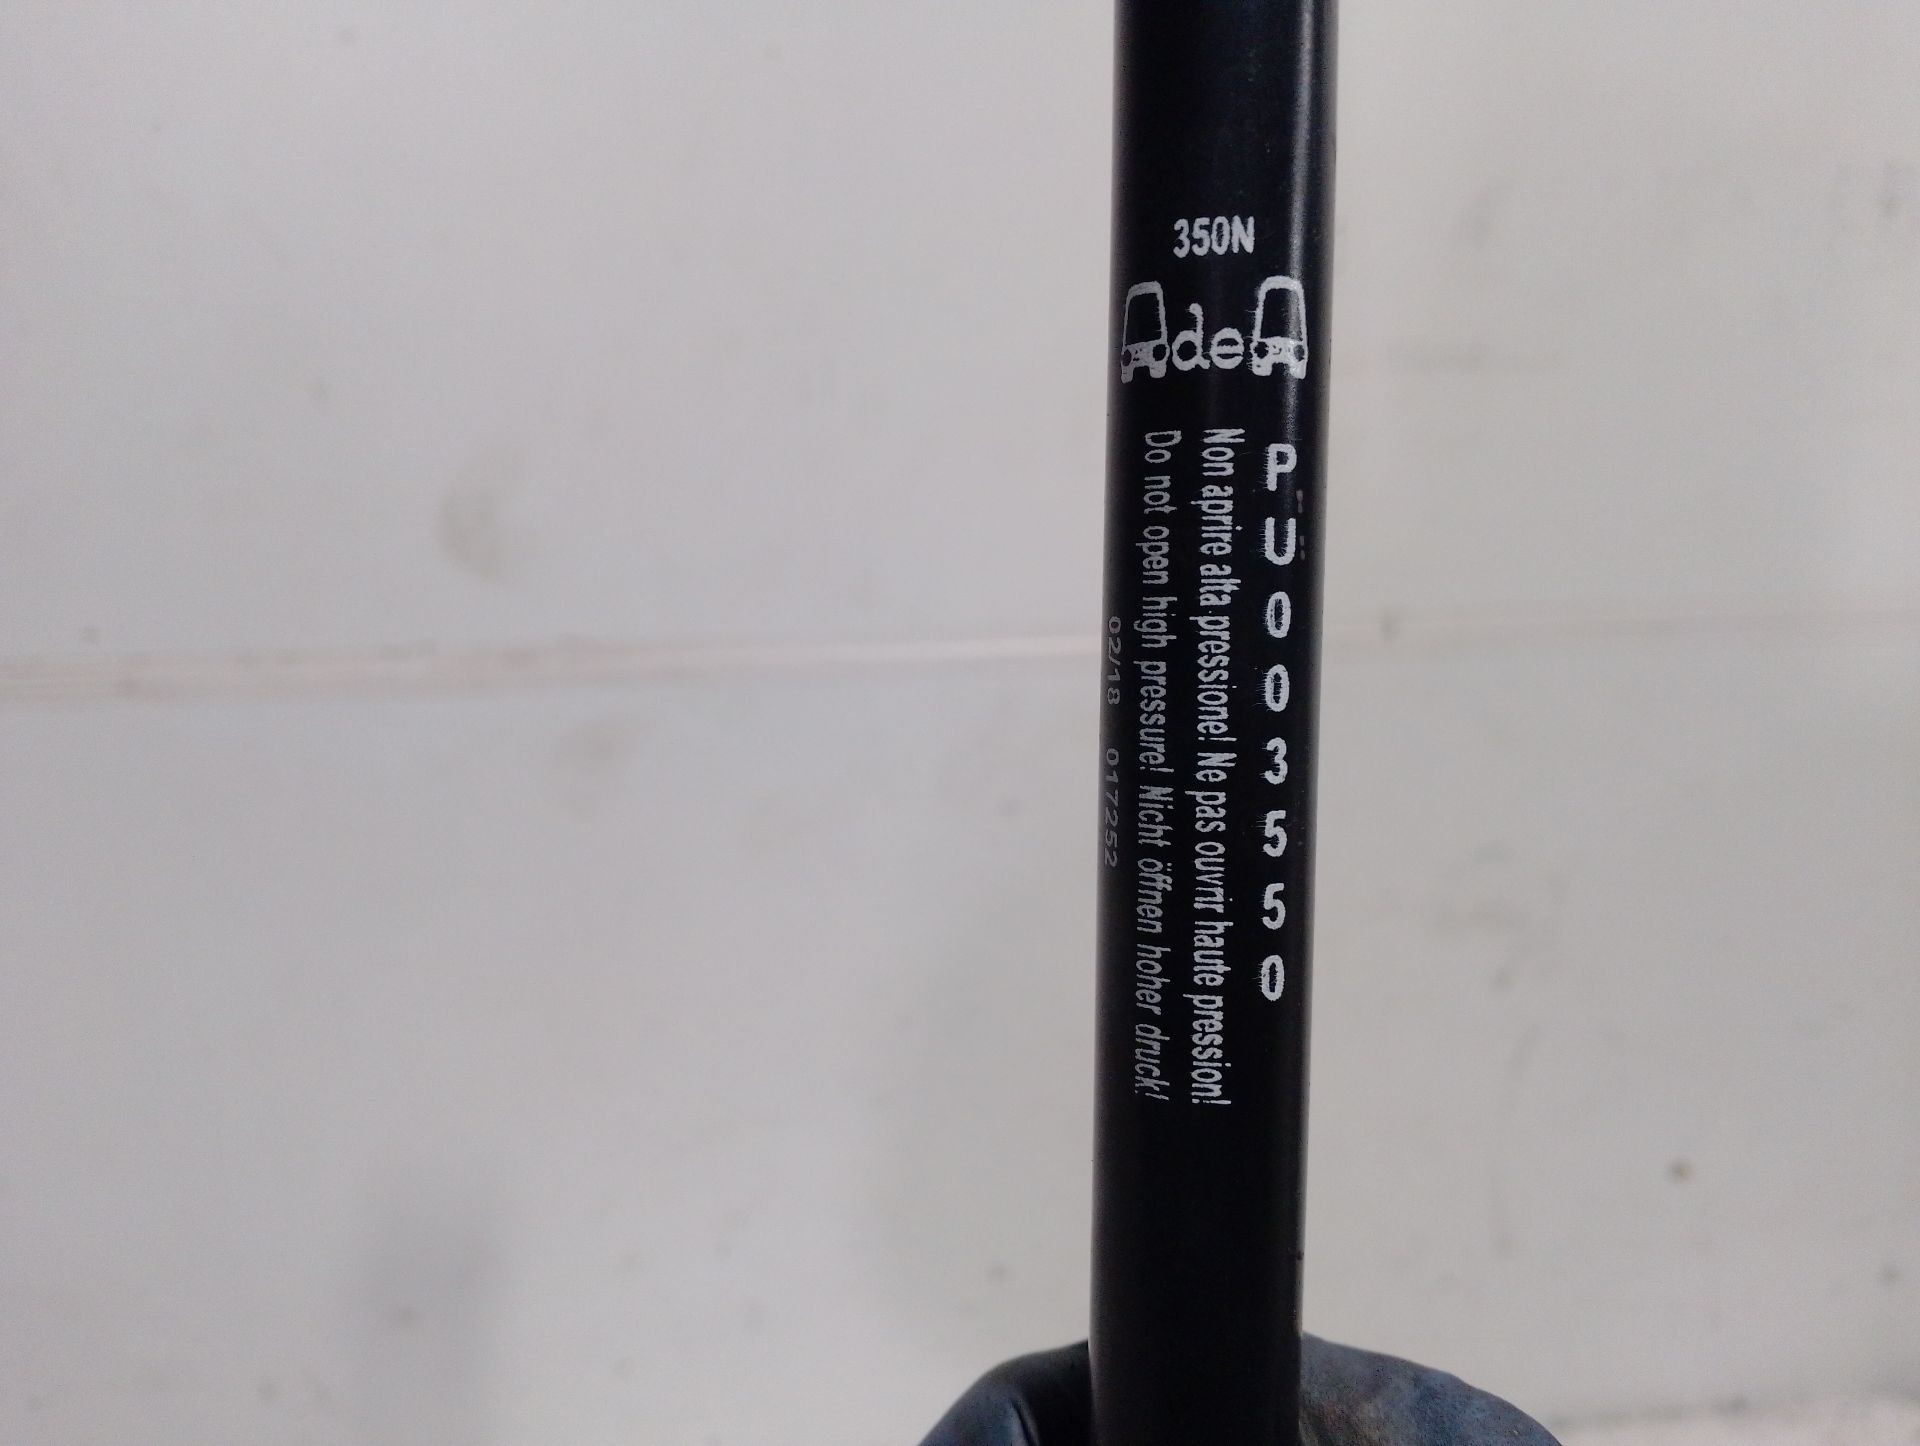 350N
AdeA
PU003550
Non aprire alta pressione! Ne pas ouvrir haute pression!
Do not open high pressure! Nicht öffnen hoher druck!
02/18 017252